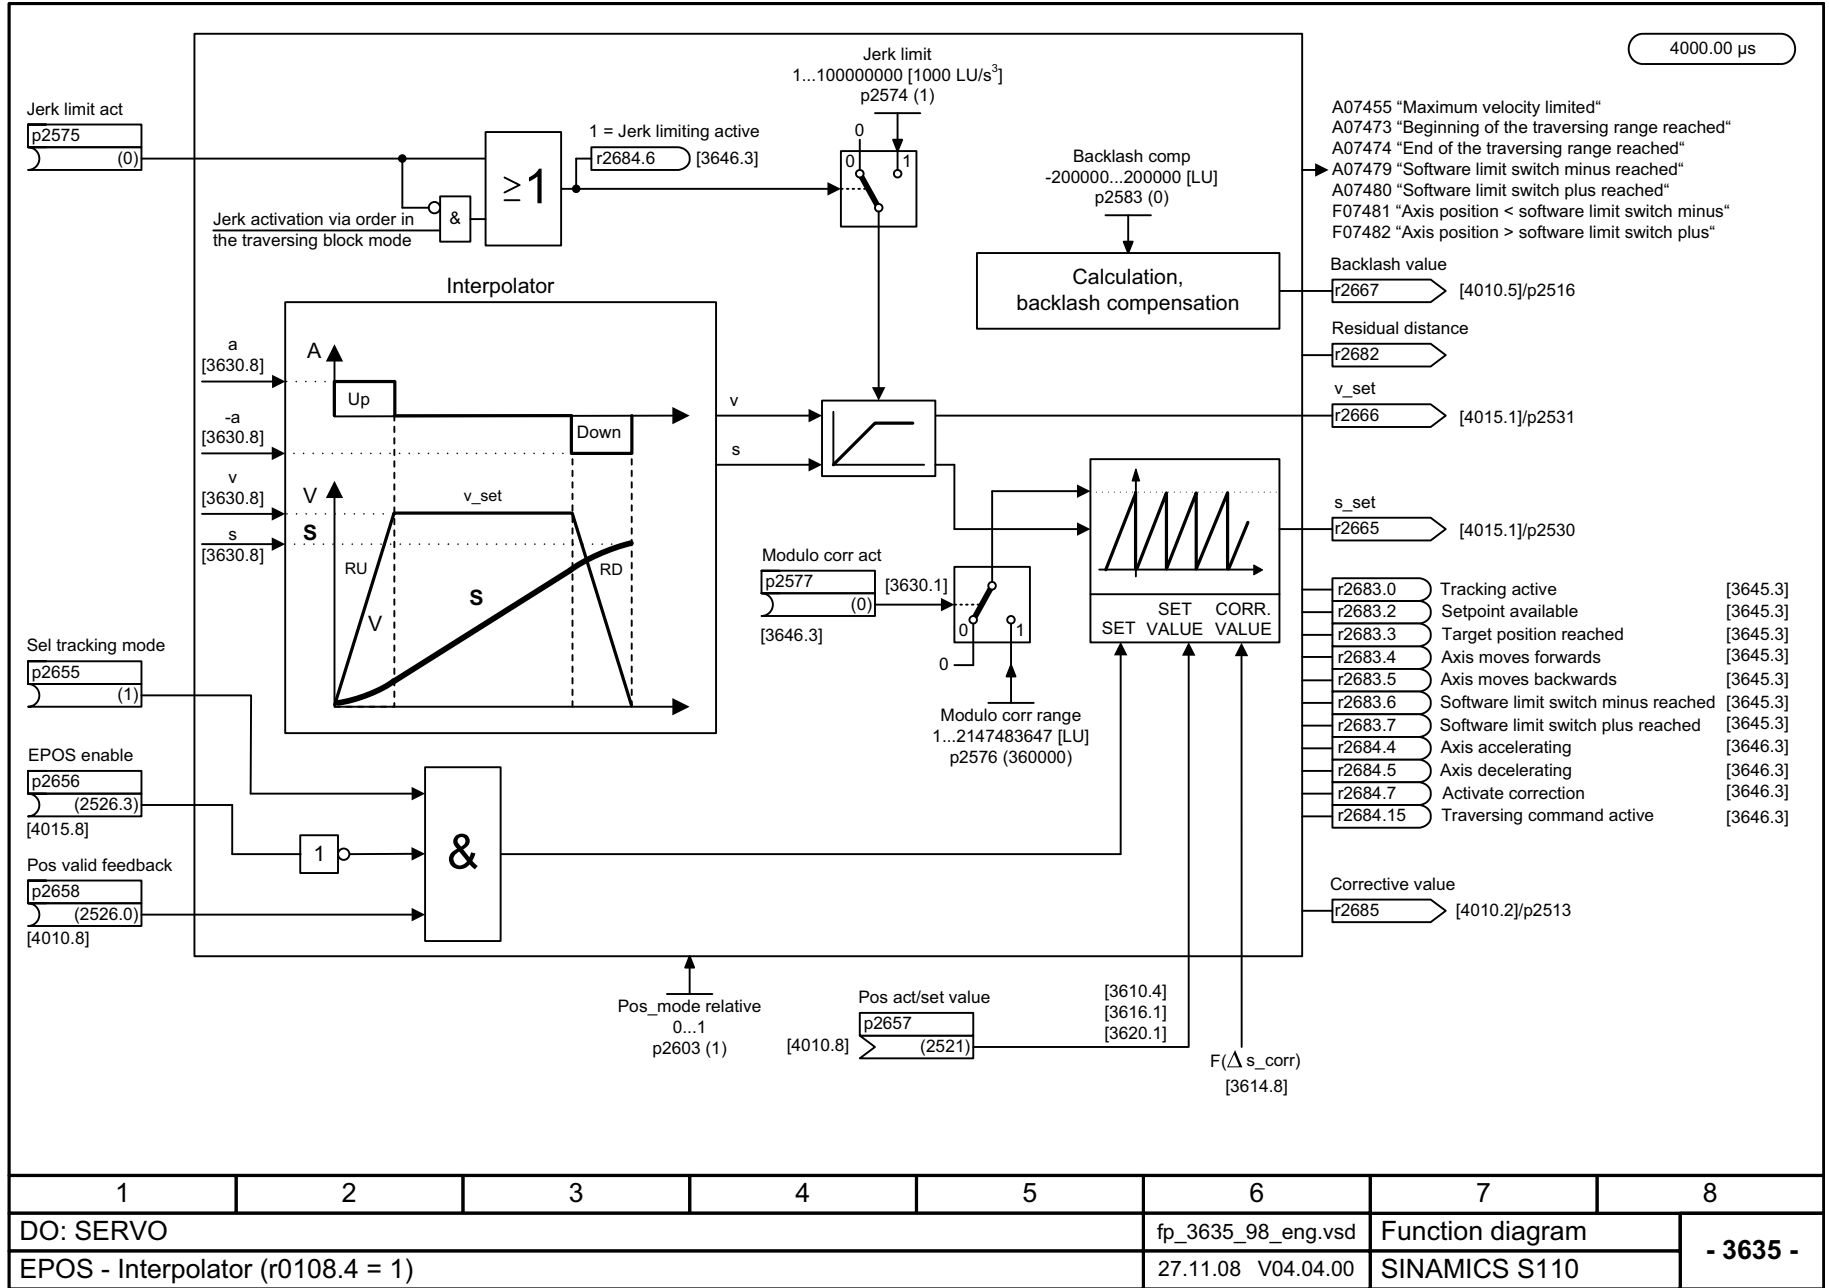 4000.00 µs
Jerk limit
1...100000000 [1000 LU/s³]
p2574 (1)
0
0 1
Jerk limit act
p2575
(0)
1 = Jerk limiting active
r2684.6 [3646.3]
≥1
&
Jerk activation via order in
the traversing block mode
Backlash comp
-200000...200000 [LU]
p2583 (0)
Calculation,
backlash compensation
A07455 “Maximum velocity limited“
A07473 “Beginning of the traversing range reached“
A07474 “End of the traversing range reached“
A07479 “Software limit switch minus reached“
A07480 “Software limit switch plus reached“
F07481 “Axis position < software limit switch minus“
F07482 “Axis position > software limit switch plus“
Backlash value
r2667 [4010.5]/p2516
Residual distance
r2682
v_set
r2666 [4015.1]/p2531
s_set
r2665 [4015.1]/p2530
Interpolator
a
[3630.8]
-a
[3630.8]
v
[3630.8]
s
[3630.8]
A
Up
Down
V
S
v_set
RU
V
S
RD
v
s
Modulo corr act
p2577
(0)
[3630.1]
[3646.3]
0 1
0
Modulo corr range
1...2147483647 [LU]
p2576 (360000)
SET
SET VALUE
CORR. VALUE
r2683.0 Tracking active [3645.3]
r2683.2 Setpoint available [3645.3]
r2683.3 Target position reached [3645.3]
r2683.4 Axis moves forwards [3645.3]
r2683.5 Axis moves backwards [3645.3]
r2683.6 Software limit switch minus reached [3645.3]
r2683.7 Software limit switch plus reached [3645.3]
r2684.4 Axis accelerating [3646.3]
r2684.5 Axis decelerating [3646.3]
r2684.7 Activate correction [3646.3]
r2684.15 Traversing command active [3646.3]
Sel tracking mode
p2655
(1)
EPOS enable
p2656
(2526.3)
[4015.8]
1
&
Pos valid feedback
p2658
(2526.0)
[4010.8]
Corrective value
r2685 [4010.2]/p2513
Pos_mode relative
0...1
p2603 (1)
Pos act/set value
p2657
[4010.8] (2521)
[3610.4]
[3616.1]
[3620.1]
F(Δ s_corr)
[3614.8]
1 2 3 4 5 6 7 8
DO: SERVO fp_3635_98_eng.vsd Function diagram
- 3635 -
EPOS - Interpolator (r0108.4 = 1) 27.11.08 V04.04.00 SINAMICS S110